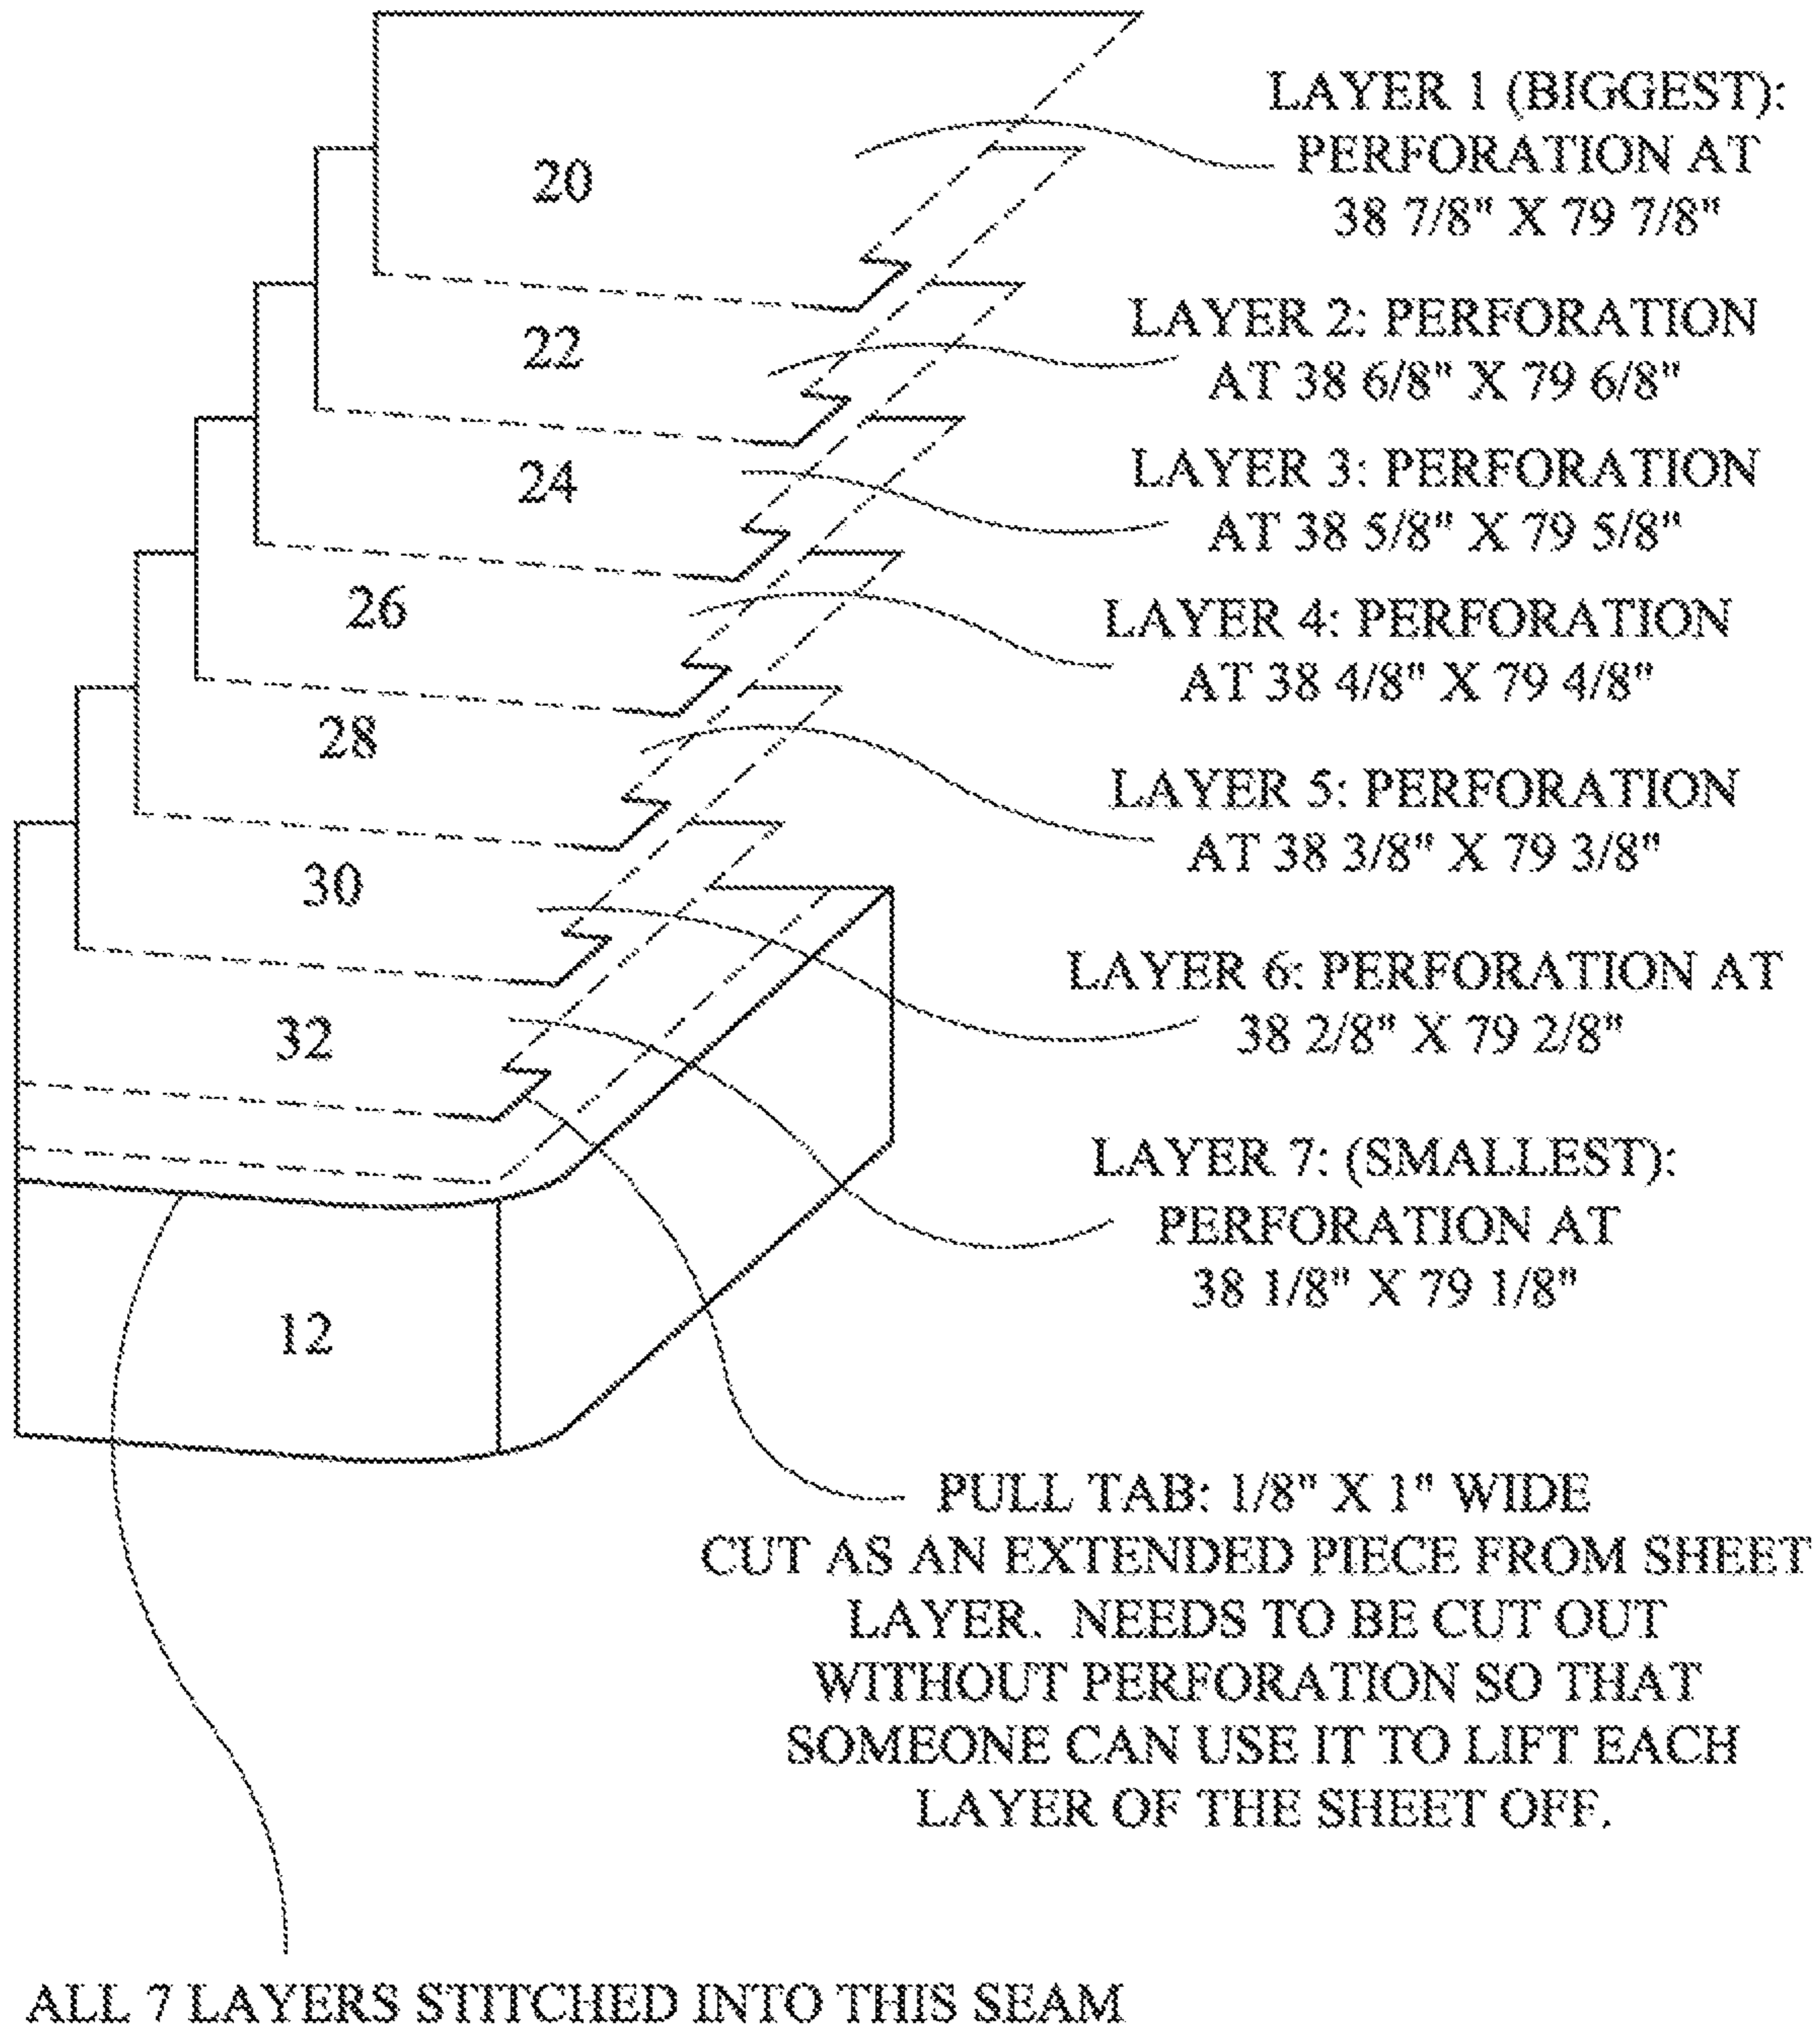 20
LAYER 1 (BIGGEST):
PERFORATION AT
38 7/8" X 79 7/8"
22
LAYER 2: PERFORATION
AT 38 6/8" X 79 6/8"
24
LAYER 3: PERFORATION
AT 38 5/8" X 79 5/8"
26
LAYER 4: PERFORATION
AT 38 4/8" X 79 4/8"
28
LAYER 5: PERFORATION
AT 38 3/8" X 79 3/8"
30
LAYER 6: PERFORATION AT
38 2/8" X 79 2/8"
32
LAYER 7: (SMALLEST):
PERFORATION AT
38 1/8" X 79 1/8"
12
PULL TAB: 1/8" X 1" WIDE
CUT AS AN EXTENDED PIECE FROM SHEET
LAYER. NEEDS TO BE CUT OUT
WITHOUT PERFORATION SO THAT
SOMEONE CAN USE IT TO LIFT EACH
LAYER OF THE SHEET OFF.
ALL 7 LAYERS STITCHED INTO THIS SEAM